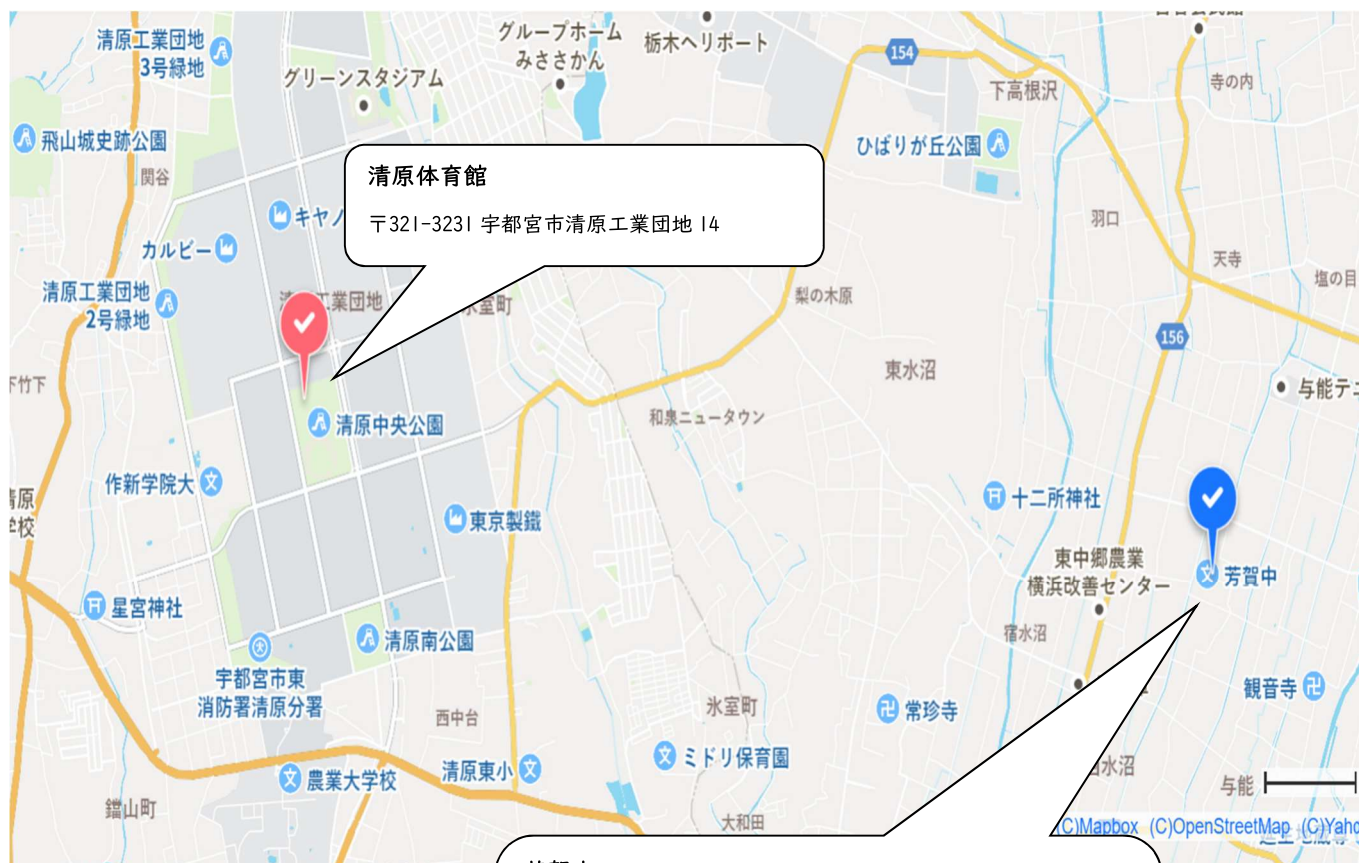 清原工業団地
3号緑地
グリーンスタジアム
グループホーム
みささかん
栃木ヘリポート
154
下高根沢
寺の内
飛山城史跡公園
関谷
ひばりが丘公園
清原体育館
〒321-3231 宇都宮市清原工業団地 14
キヤノ
カルビー
羽口
天寺
塩の目
清原工業団地
2号緑地
工業団地
氷室町
梨の木原
156
東水沼
下竹下
与能テニ
清原中央公園
和泉ニュータウン
作新学院大
清原
学校
東京製鐵
十二所神社
東中郷農業
横浜改善センター
芳賀中
星宮神社
清原南公園
宿水沼
宇都宮市東
消防署清原分署
観音寺
西中台
氷室町
常珍寺
ミドリ保育園
清原東小
農業大学校
水沼
与能
鐺山町
大和田
(C)Mapbox (C)OpenStreetMap (C)Yaho